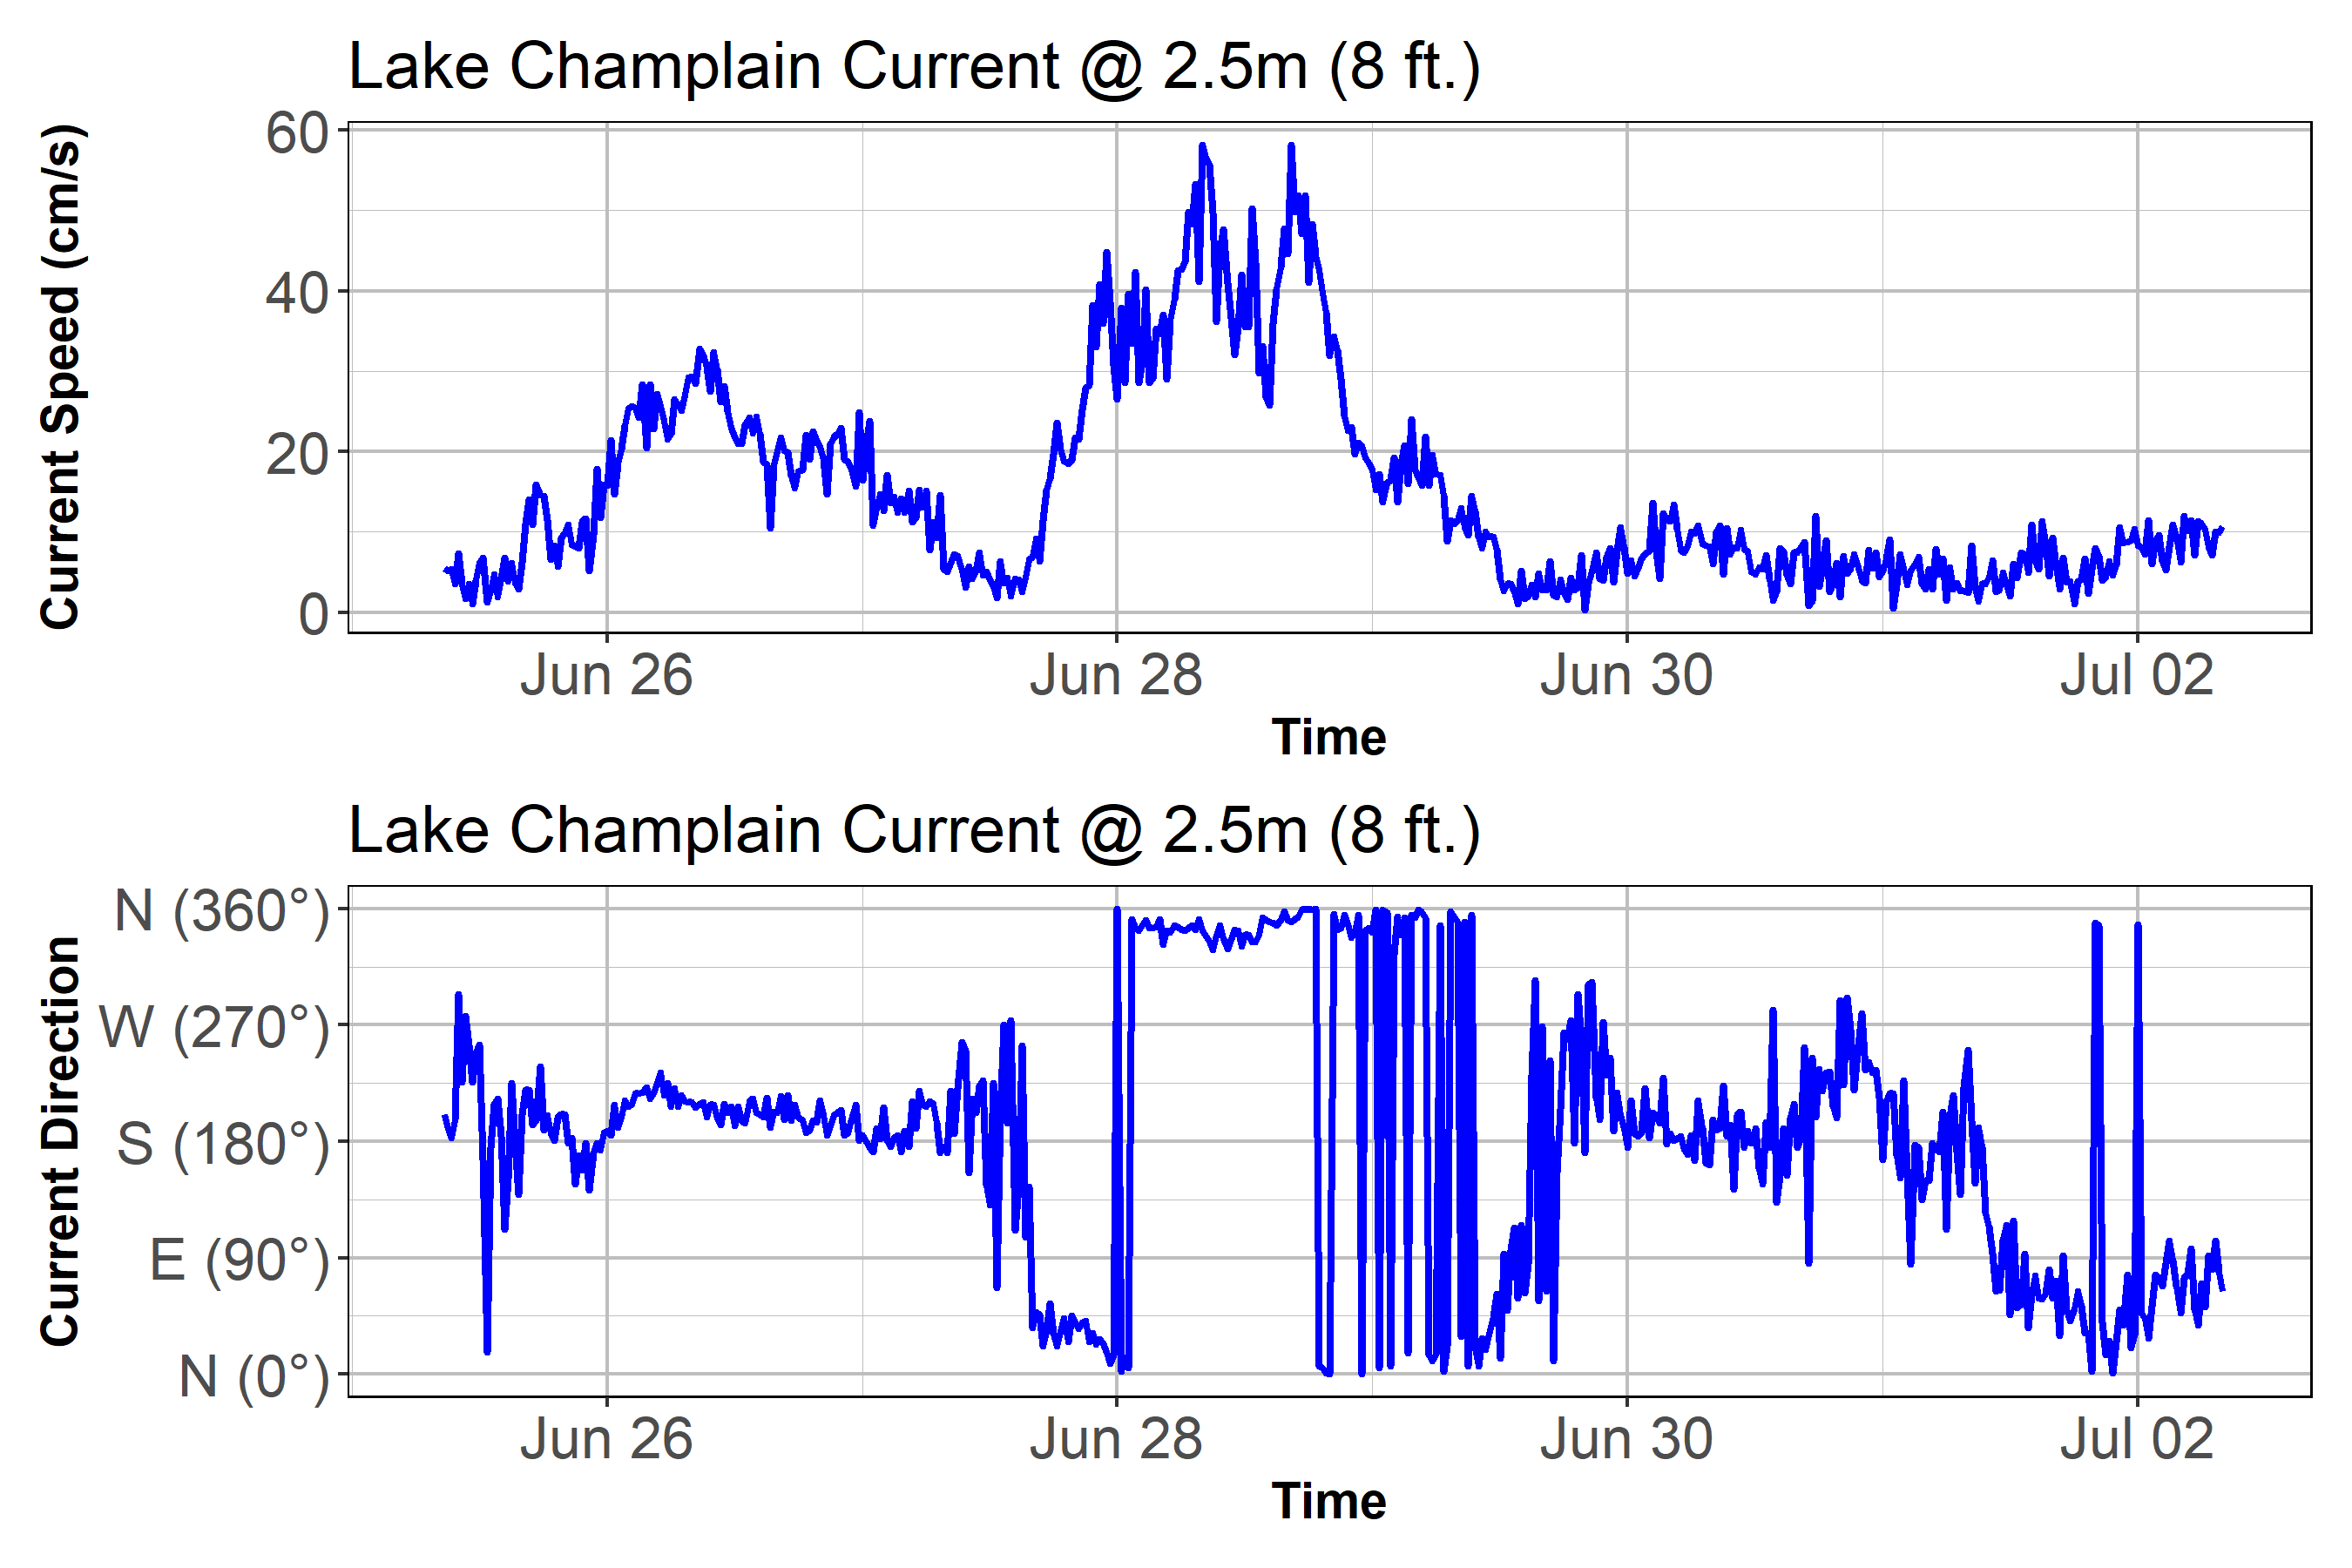 Lake Champlain Current @ 2.5m (8 ft.)
Current Speed (cm/s)
60
40
20
0
Jun 26 Jun 28 Jun 30 Jul 02
Time
Lake Champlain Current @ 2.5m (8 ft.)
Current Direction
N (360°)
W (270°)
S (180°)
E (90°)
N (0°)
Jun 26 Jun 28 Jun 30 Jul 02
Time